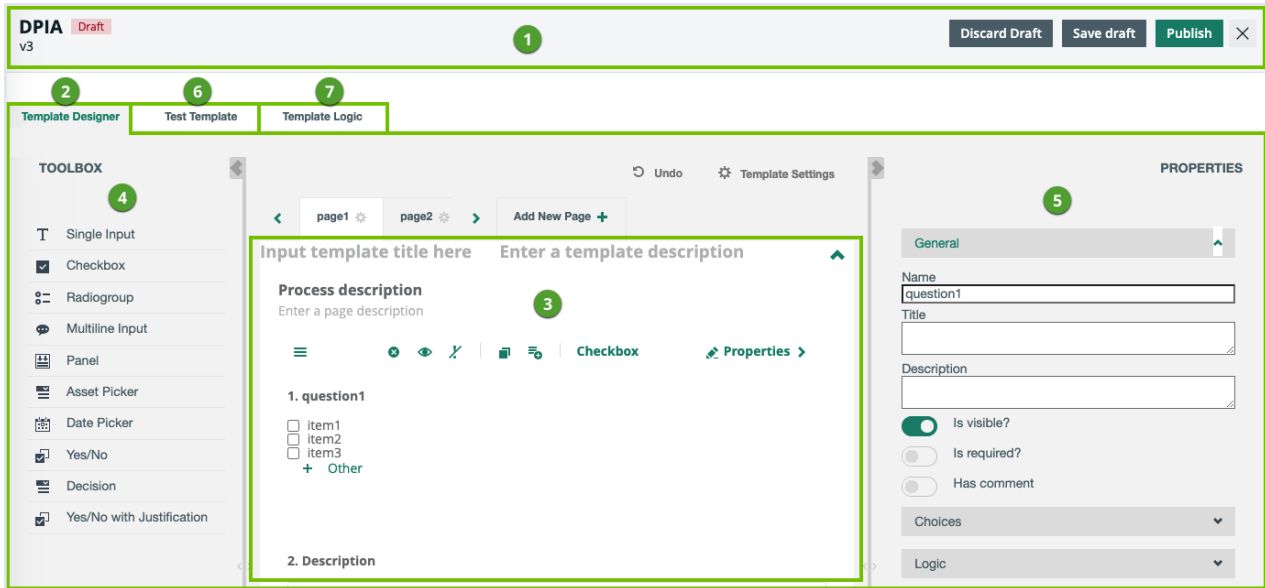 DPIA Draft
v3
1
Discard Draft Save draft Publish
2 6 7
Template Designer Test Template Template Logic
TOOLBOX
4
Single Input
Checkbox
Radiogroup
Multiline Input
Panel
Asset Picker
Date Picker
Yes/No
Decision
Yes/No with Justification
Undo Template Settings
page1 page2 Add New Page +
Input template title here Enter a template description
Process description
Enter a page description
3
Checkbox Properties
1. question1
item1
item2
item3
+ Other
2. Description
PROPERTIES
5
General
Name
question1
Title
Description
Is visible?
Is required?
Has comment
Choices
Logic